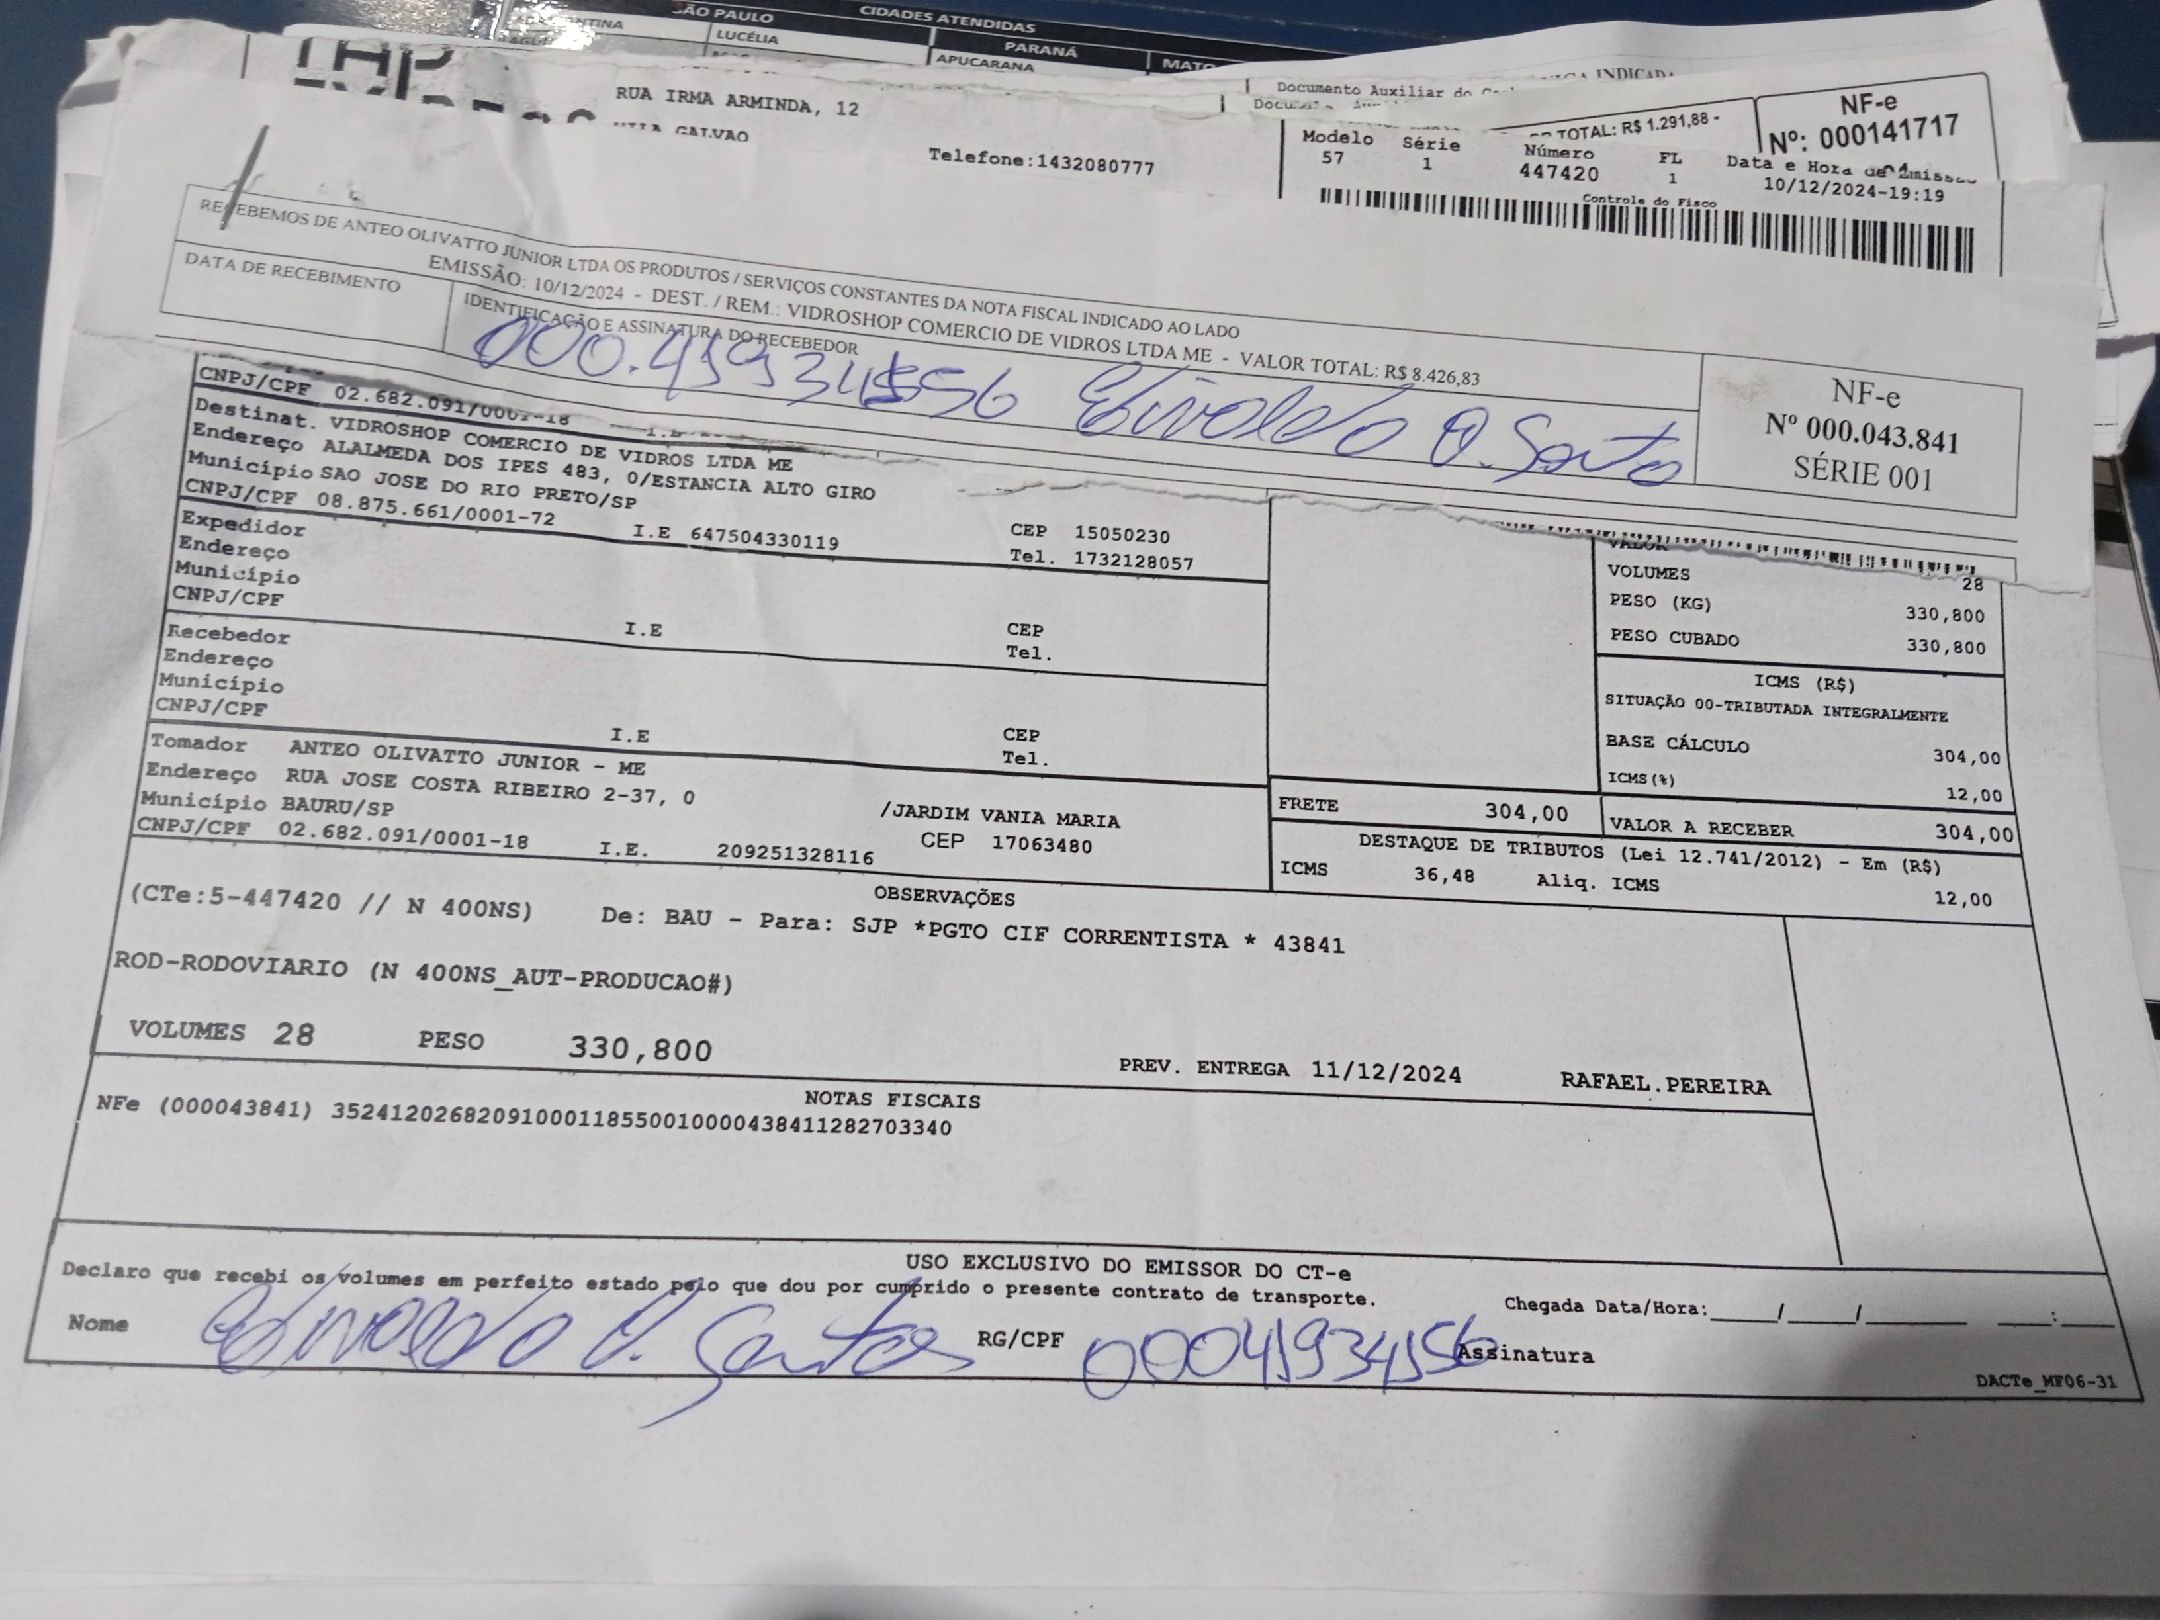 SÃO PAULO
CIDADES ATENDIDAS
LUCÉLIA
PARANÁ
APUCARANA
RUA IRMA ARMINDA, 12
GALVAO
Telefone:1432080777
Documento Auxiliar do
TOTAL: R$ 1.291,88 -
NF-e
Nº: 000141717
Modelo Série Número FL Data e Hora de Emissão
57 1 447420 1 10/12/2024-19:19
Controle do Fisco
RECEBEMOS DE ANTEO OLIVATTO JUNIOR LTDA OS PRODUTOS / SERVIÇOS CONSTANTES DA NOTA FISCAL INDICADO AO LADO
EMISSÃO: 10/12/2024 - DEST. / REM.: VIDROSHOP COMERCIO DE VIDROS LTDA ME - VALOR TOTAL: R$ 8.426,83
DATA DE RECEBIMENTO
IDENTIFICAÇÃO E ASSINATURA DO RECEBEDOR
NF-e
Nº 000.043.841
SÉRIE 001
CNPJ/CPF 02.682.091/0001-18
Destinat. VIDROSHOP COMERCIO DE VIDROS LTDA ME
Endereço ALALMEDA DOS IPES 483, 0/ESTANCIA ALTO GIRO
Município SAO JOSE DO RIO PRETO/SP CEP 15050230
CNPJ/CPF 08.875.661/0001-72 I.E 647504330119 Tel. 1732128057
Expedidor
Endereço
Município CEP
CNPJ/CPF I.E Tel.
Recebedor
Endereço
Município CEP
CNPJ/CPF I.E Tel.
Tomador ANTEO OLIVATTO JUNIOR - ME
Endereço RUA JOSE COSTA RIBEIRO 2-37, 0 /JARDIM VANIA MARIA
Município BAURU/SP CEP 17063480
CNPJ/CPF 02.682.091/0001-18 I.E. 209251328116
VALOR
VOLUMES 28
PESO (KG) 330,800
PESO CUBADO 330,800
ICMS (R$)
SITUAÇÃO 00-TRIBUTADA INTEGRALMENTE
BASE CÁLCULO 304,00
ICMS(%) 12,00
FRETE 304,00 VALOR A RECEBER 304,00
DESTAQUE DE TRIBUTOS (Lei 12.741/2012) - Em (R$)
ICMS 36,48 Aliq. ICMS 12,00
OBSERVAÇÕES
(CTe:5-447420 // N 400NS) De: BAU - Para: SJP *PGTO CIF CORRENTISTA * 43841
ROD-RODOVIARIO (N 400NS_AUT-PRODUCAO#)
VOLUMES 28 PESO 330,800 PREV. ENTREGA 11/12/2024 RAFAEL.PEREIRA
NOTAS FISCAIS
NFe (000043841) 35241202682091000118550010000438411282703340
USO EXCLUSIVO DO EMISSOR DO CT-e
Declaro que recebi os volumes em perfeito estado pelo que dou por cumprido o presente contrato de transporte.
Chegada Data/Hora:____/____/______ ___:___
Nome RG/CPF Assinatura
DACTe_MF06-31